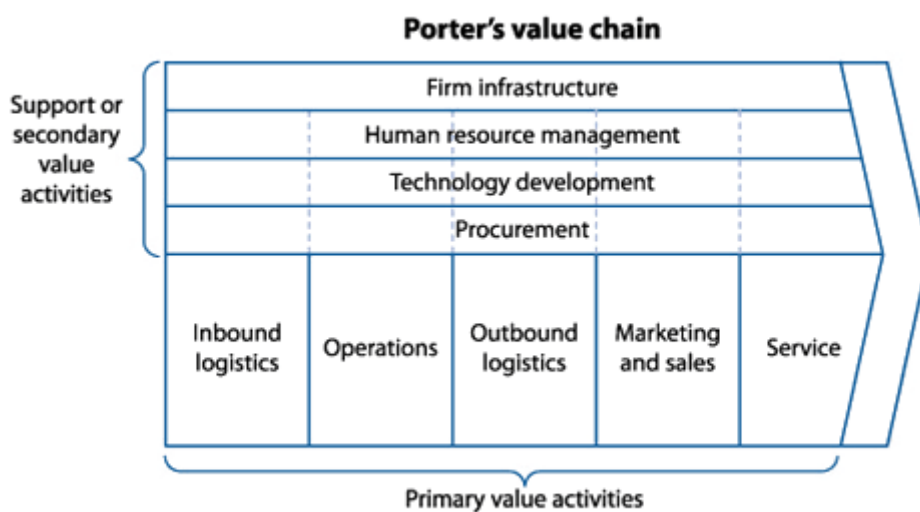 Porter's value chain
Support or
secondary
value
activities
Firm infrastructure
Human resource management
Technology development
Procurement
Inbound
logistics
Operations
Outbound
logistics
Marketing
and sales
Service
Primary value activities